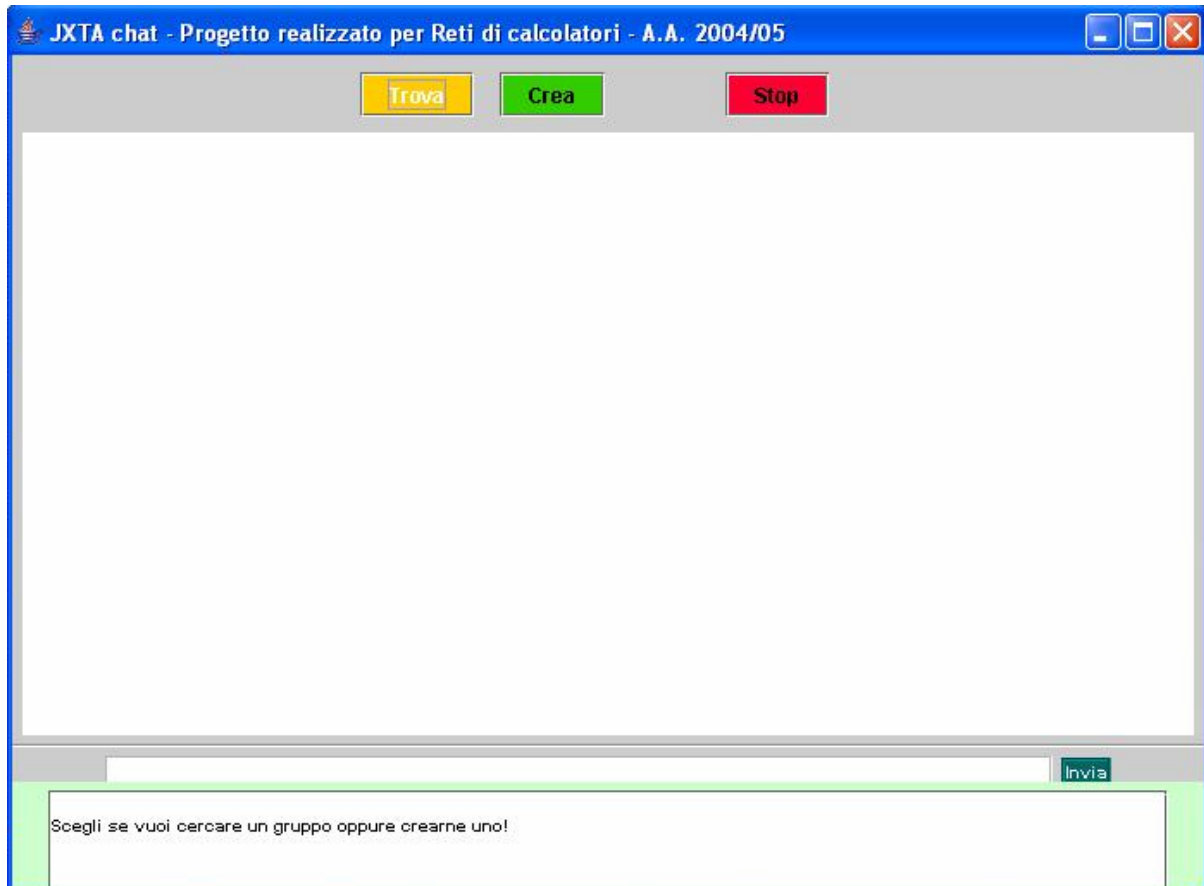 JXTA chat - Progetto realizzato per Reti di calcolatori - A.A. 2004/05
Trova Crea Stop
Invia
Scegli se vuoi cercare un gruppo oppure crearne uno!